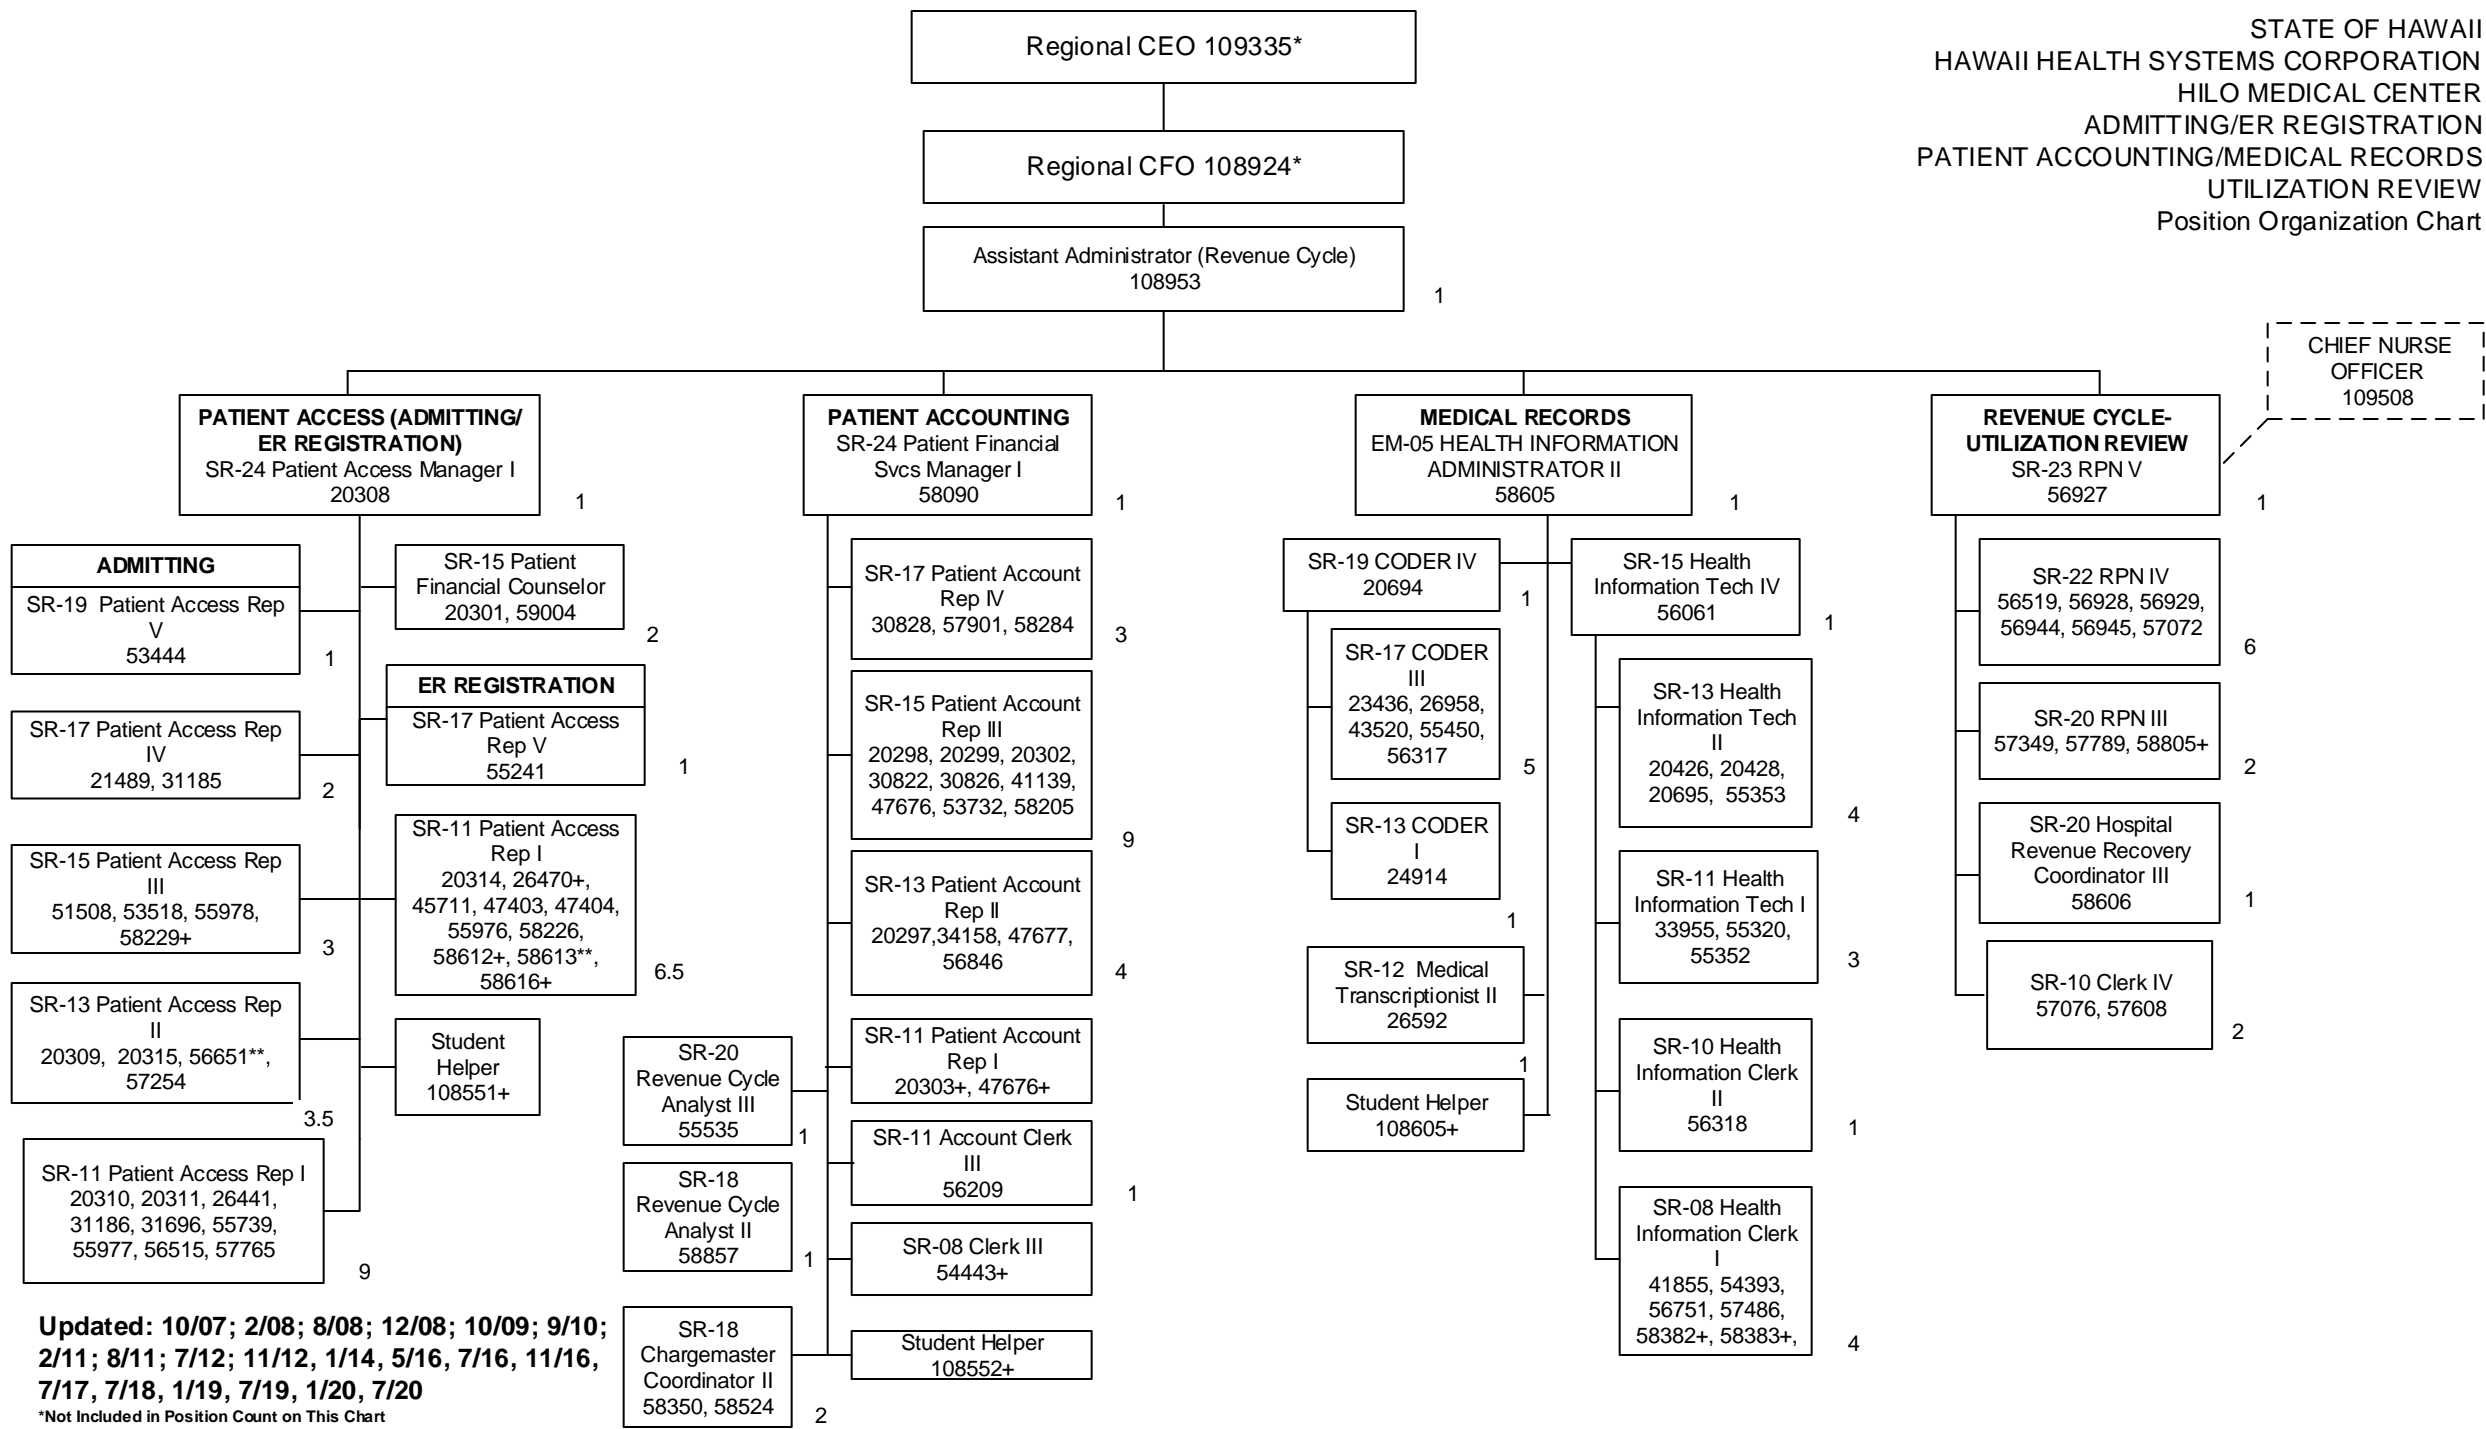 STATE OF HAWAII
HAWAII HEALTH SYSTEMS CORPORATION
HILO MEDICAL CENTER
ADMITTING/ER REGISTRATION
PATIENT ACCOUNTING/MEDICAL RECORDS
UTILIZATION REVIEW
Position Organization Chart
Regional CEO 109335*
Regional CFO 108924*
Assistant Administrator (Revenue Cycle)
108953
1
CHIEF NURSE
OFFICER
109508
PATIENT ACCESS (ADMITTING/
ER REGISTRATION)
SR-24 Patient Access Manager I
20308
1
ADMITTING
SR-19  Patient Access Rep
V
53444
1
SR-17 Patient Access Rep
IV
21489, 31185
2
SR-15 Patient Access Rep
III
51508, 53518, 55978,
58229+
3
SR-13 Patient Access Rep
II
20309,  20315, 56651**,
57254
3.5
SR-11 Patient Access Rep I
20310, 20311, 26441,
31186, 31696, 55739,
55977, 56515, 57765
9
SR-15 Patient
Financial Counselor
20301, 59004
2
ER REGISTRATION
SR-17 Patient Access
Rep V
55241
1
SR-11 Patient Access
Rep I
20314, 26470+,
45711, 47403, 47404,
55976, 58226,
58612+, 58613**,
58616+
6.5
Student
Helper
108551+
PATIENT ACCOUNTING
SR-24 Patient Financial
Svcs Manager I
58090
1
SR-17 Patient Account
Rep IV
30828, 57901, 58284
3
SR-15 Patient Account
Rep III
20298, 20299, 20302,
30822, 30826, 41139,
47676, 53732, 58205
9
SR-13 Patient Account
Rep II
20297,34158, 47677,
56846
4
SR-11 Patient Account
Rep I
20303+, 47676+
SR-11 Account Clerk
III
56209
1
SR-08 Clerk III
54443+
Student Helper
108552+
SR-20
Revenue Cycle
Analyst III
55535
1
SR-18
Revenue Cycle
Analyst II
58857
1
SR-18
Chargemaster
Coordinator II
58350, 58524
2
MEDICAL RECORDS
EM-05 HEALTH INFORMATION
ADMINISTRATOR II
58605
1
SR-19 CODER IV
20694
1
SR-17 CODER
III
23436, 26958,
43520, 55450,
56317
5
SR-13 CODER
I
24914
1
SR-12  Medical
Transcriptionist II
26592
1
Student Helper
108605+
SR-15 Health
Information Tech IV
56061
1
SR-13 Health
Information Tech
II
20426, 20428,
20695,  55353
4
SR-11 Health
Information Tech I
33955, 55320,
55352
3
SR-10 Health
Information Clerk
II
56318
1
SR-08 Health
Information Clerk
I
41855, 54393,
56751, 57486,
58382+, 58383+,
4
REVENUE CYCLE-
UTILIZATION REVIEW
SR-23 RPN V
56927
1
SR-22 RPN IV
56519, 56928, 56929,
56944, 56945, 57072
6
SR-20 RPN III
57349, 57789, 58805+
2
SR-20 Hospital
Revenue Recovery
Coordinator III
58606
1
SR-10 Clerk IV
57076, 57608
2
Updated: 10/07; 2/08; 8/08; 12/08; 10/09; 9/10;
2/11; 8/11; 7/12; 11/12, 1/14, 5/16, 7/16, 11/16,
7/17, 7/18, 1/19, 7/19, 1/20, 7/20
*Not Included in Position Count on This Chart